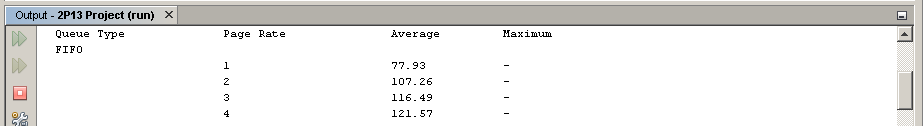 Output - 2P13 Project (run)
Queue Type Page Rate Average Maximum
FIFO
1 77.93 -
2 107.26 -
3 116.49 -
4 121.57 -